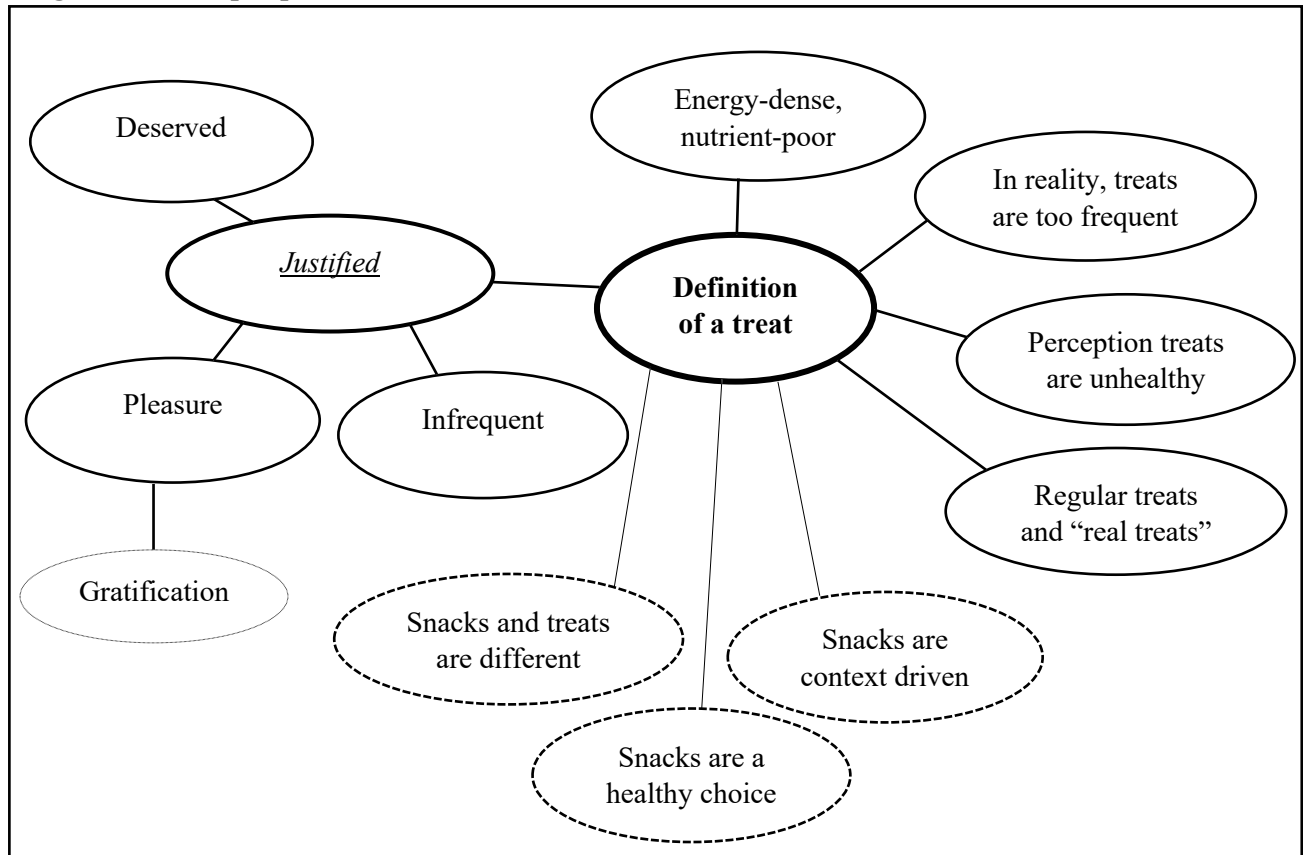 Deserved
Energy-dense,
nutrient-poor
In reality, treats
are too frequent
Justified
Definition
of a treat
Perception treats
are unhealthy
Pleasure
Infrequent
Regular treats
and “real treats”
Gratification
Snacks and treats
are different
Snacks are
context driven
Snacks are a
healthy choice